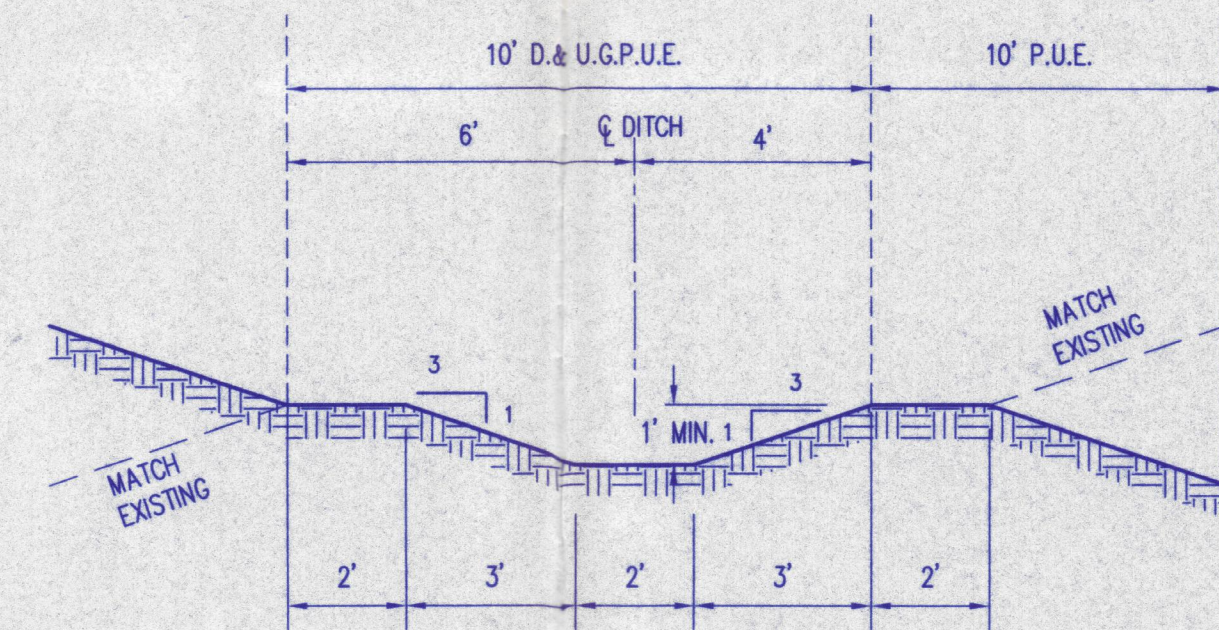 10' D.& U.G.P.U.E.
10' P.U.E.
6'
℄ DITCH
4'
MATCH
EXISTING
3
1
3
1' MIN. 1
MATCH
EXISTING
2'
3'
2'
3'
2'